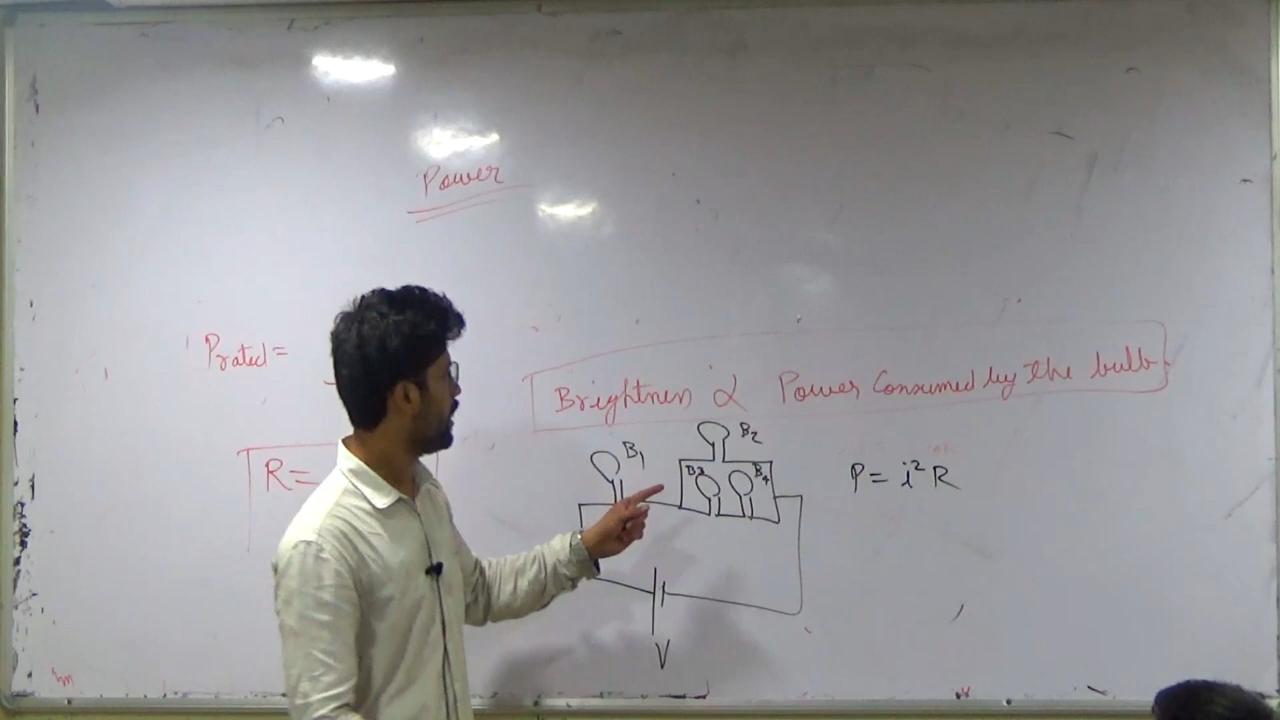 Power
Prated =
Brightness α Power Consumed by the bulb
R =
B1
B2
B3
B4
P = i² R
V